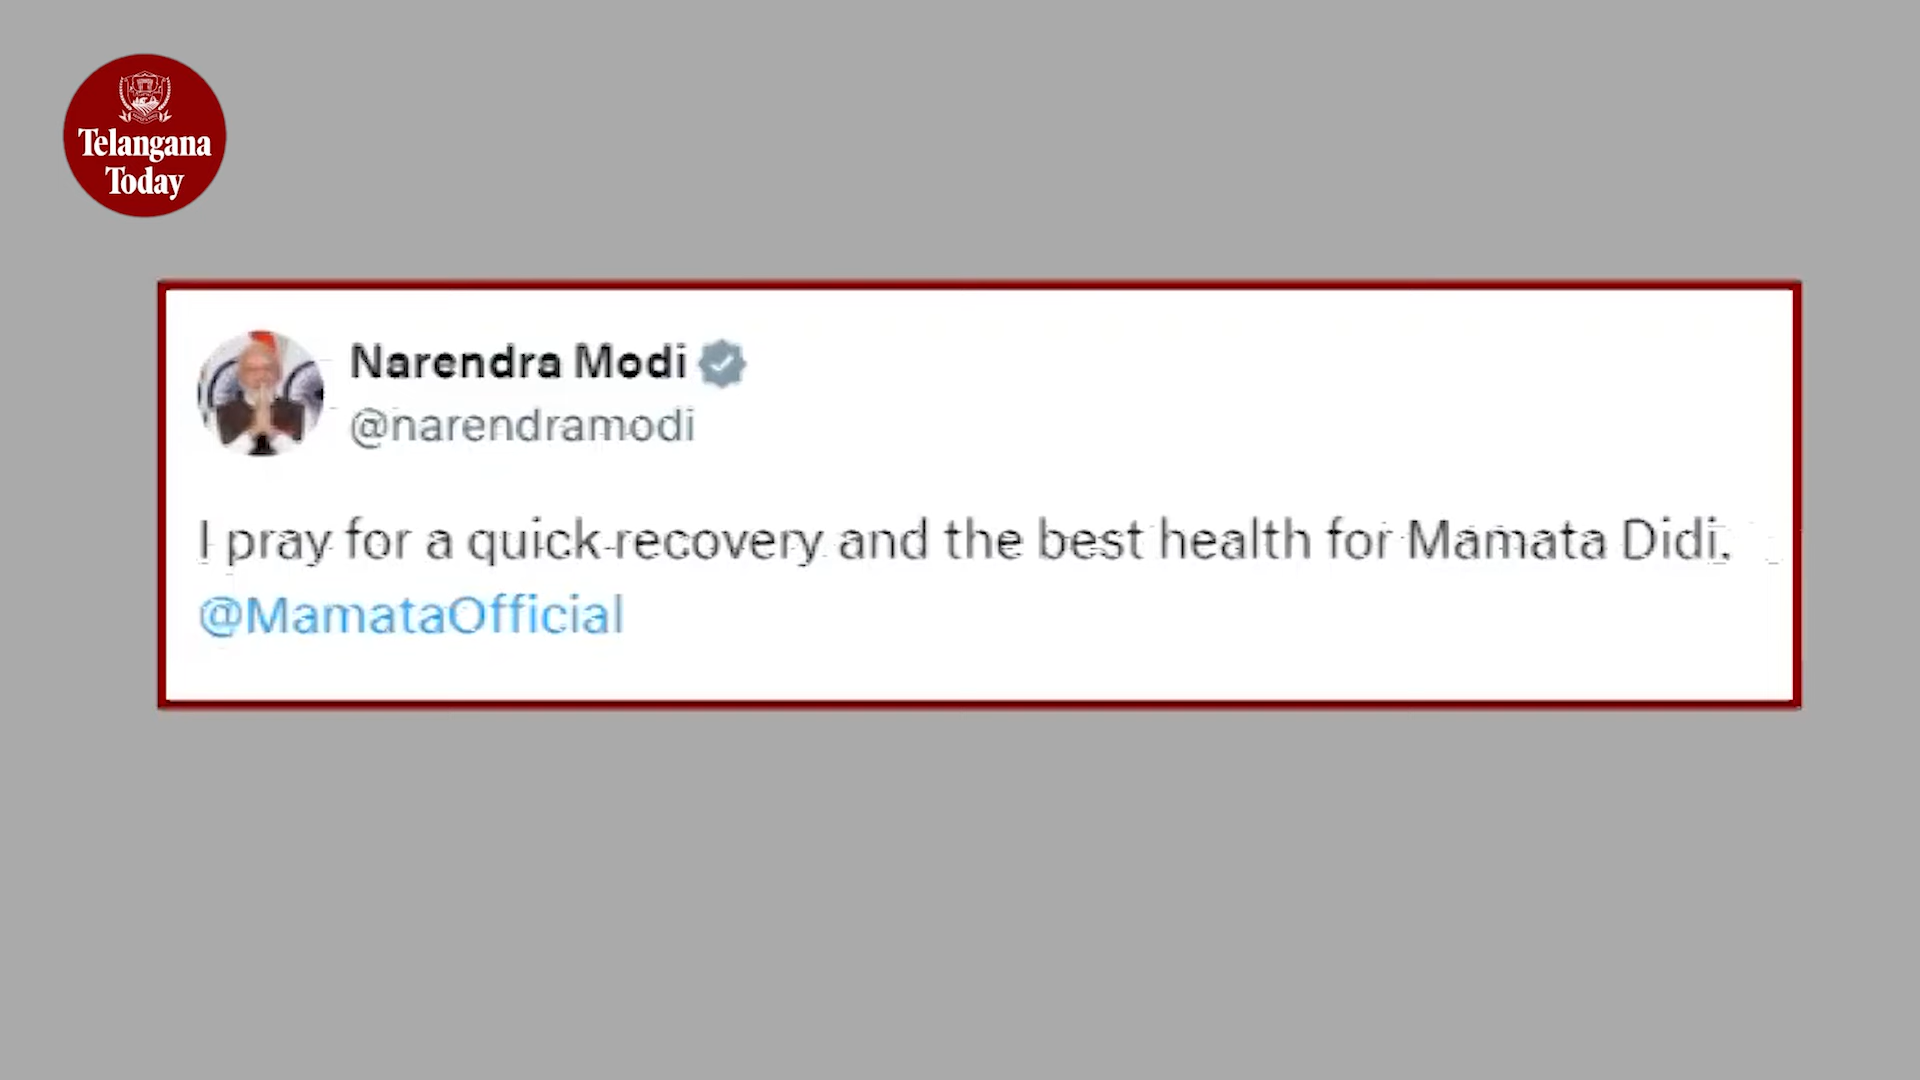 Telangana
Today
Narendra Modi
@narendramodi
I pray for a quick recovery and the best health for Mamata Didi.
@MamataOfficial